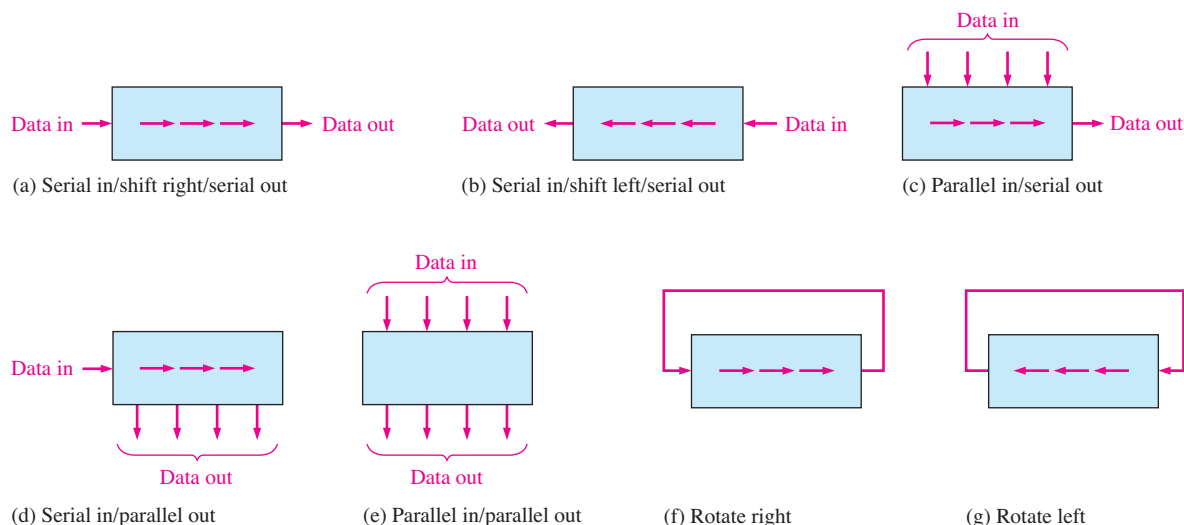 Data in
Data in
Data out
Data out
Data in
Data out
(a) Serial in/shift right/serial out
(b) Serial in/shift left/serial out
(c) Parallel in/serial out
Data in
Data in
Data out
Data out
(d) Serial in/parallel out
(e) Parallel in/parallel out
(f) Rotate right
(g) Rotate left